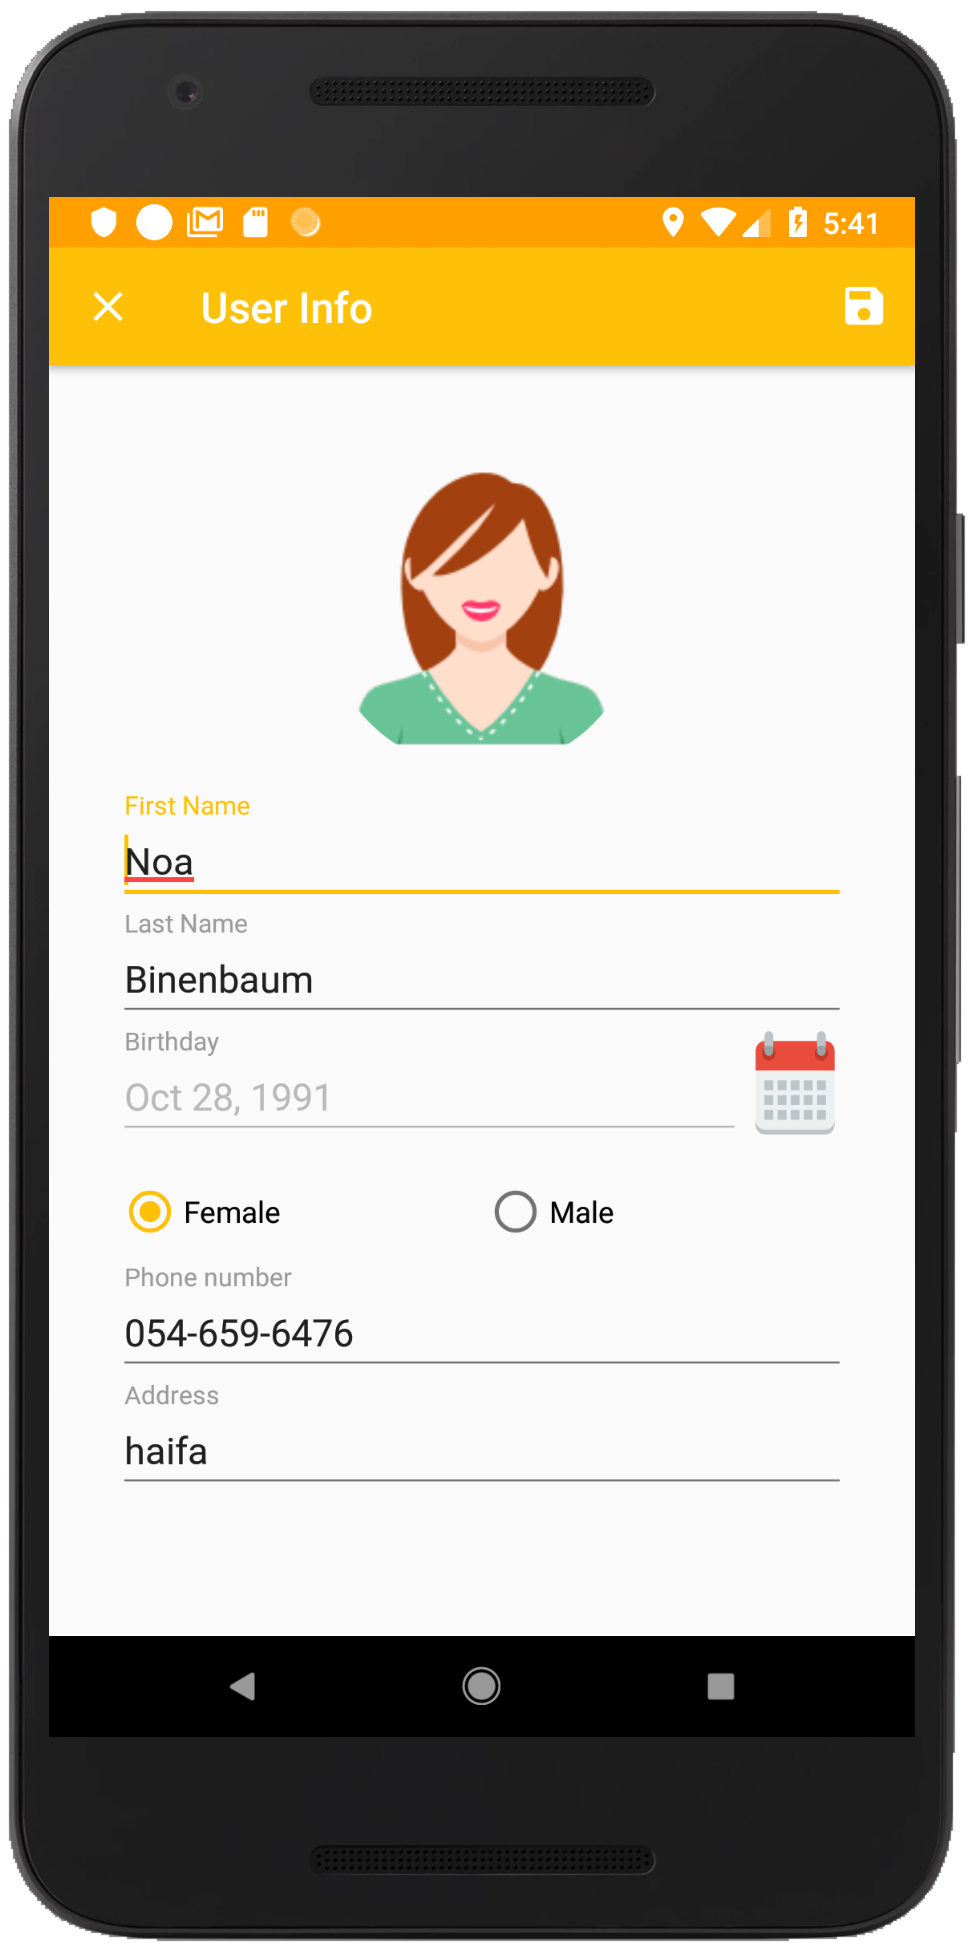 5:41
User Info
First Name
Noa
Last Name
Binenbaum
Birthday
Oct 28, 1991
Female Male
Phone number
054-659-6476
Address
haifa